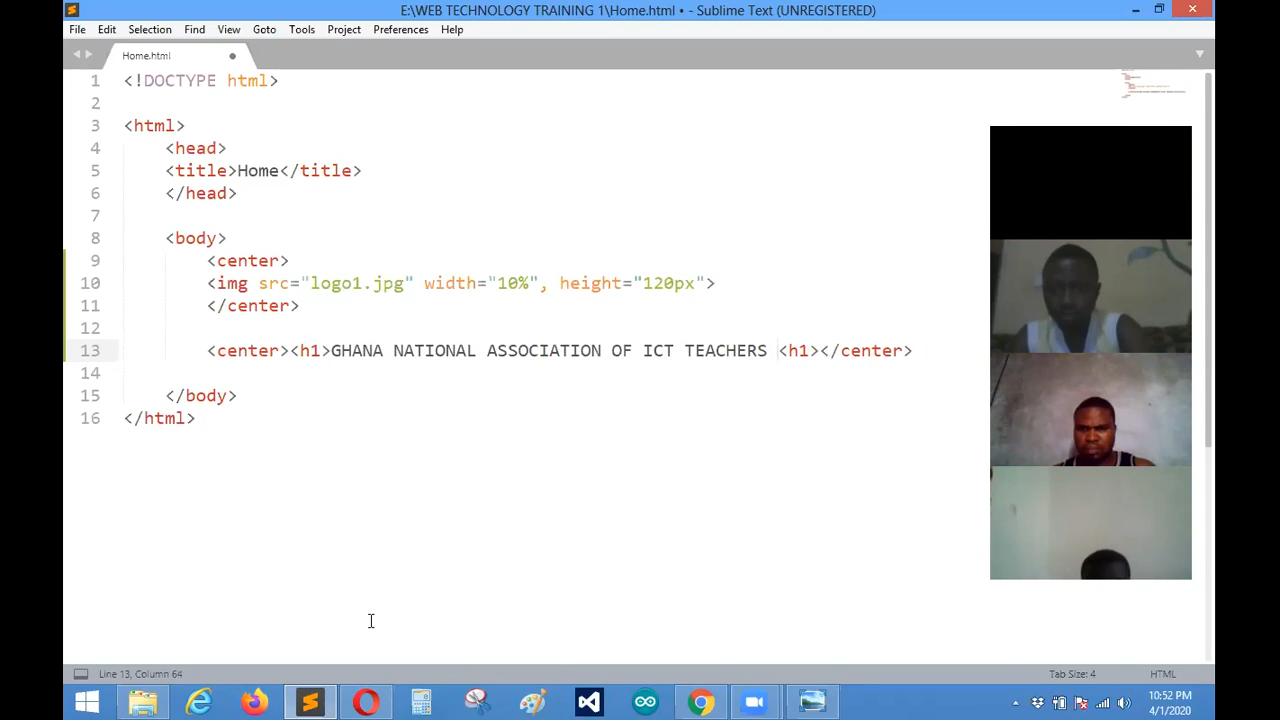 E:\WEB TECHNOLOGY TRAINING 1\Home.html • - Sublime Text (UNREGISTERED)
File Edit Selection Find View Goto Tools Project Preferences Help
Home.html
1 <!DOCTYPE html>
2
3 <html>
4 <head>
5 <title>Home</title>
6 </head>
7
8 <body>
9 <center>
10 <img src="logo1.jpg" width="10%", height="120px">
11 </center>
12
13 <center><h1>GHANA NATIONAL ASSOCIATION OF ICT TEACHERS <h1></center>
14
15 </body>
16 </html>
Line 13, Column 64
Tab Size: 4
HTML
10:52 PM
4/1/2020